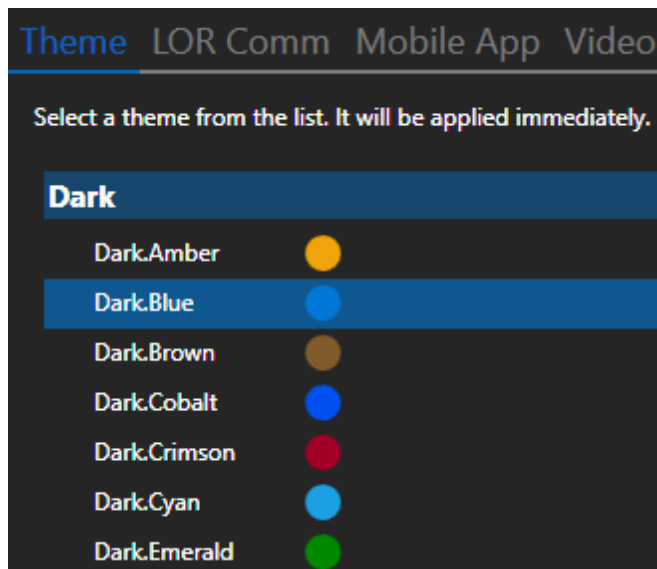 Theme LOR Comm Mobile App Video
Select a theme from the list. It will be applied immediately.
Dark
Dark.Amber
Dark.Blue
Dark.Brown
Dark.Cobalt
Dark.Crimson
Dark.Cyan
Dark.Emerald